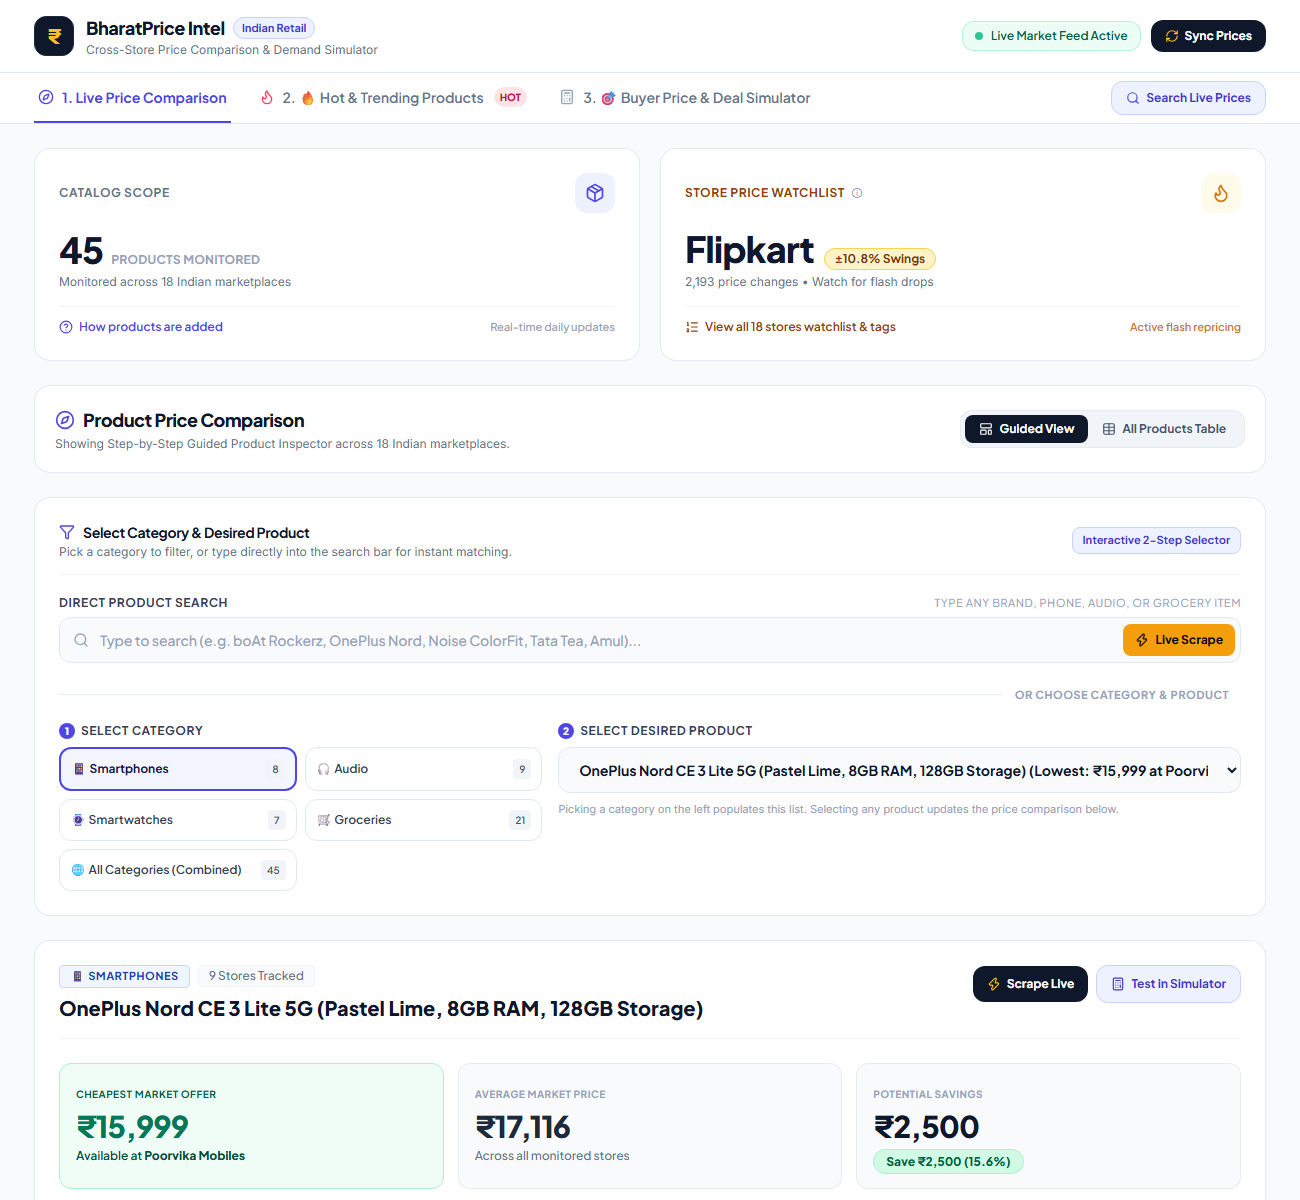 ₹
BharatPrice Intel
Indian Retail
Cross-Store Price Comparison & Demand Simulator
Live Market Feed Active
Sync Prices
1. Live Price Comparison
2. 🔥 Hot & Trending Products
HOT
3. 🎯 Buyer Price & Deal Simulator
Search Live Prices
CATALOG SCOPE
45 PRODUCTS MONITORED
Monitored across 18 Indian marketplaces
How products are added
Real-time daily updates
STORE PRICE WATCHLIST
Flipkart
±10.8% Swings
2,193 price changes • Watch for flash drops
View all 18 stores watchlist & tags
Active flash repricing
Product Price Comparison
Showing Step-by-Step Guided Product Inspector across 18 Indian marketplaces.
Guided View
All Products Table
Select Category & Desired Product
Pick a category to filter, or type directly into the search bar for instant matching.
Interactive 2-Step Selector
DIRECT PRODUCT SEARCH
TYPE ANY BRAND, PHONE, AUDIO, OR GROCERY ITEM
Type to search (e.g. boAt Rockerz, OnePlus Nord, Noise ColorFit, Tata Tea, Amul)...
Live Scrape
OR CHOOSE CATEGORY & PRODUCT
1 SELECT CATEGORY
Smartphones 8
Audio 9
Smartwatches 7
Groceries 21
All Categories (Combined) 45
2 SELECT DESIRED PRODUCT
OnePlus Nord CE 3 Lite 5G (Pastel Lime, 8GB RAM, 128GB Storage) (Lowest: ₹15,999 at Poorvi
Picking a category on the left populates this list. Selecting any product updates the price comparison below.
SMARTPHONES
9 Stores Tracked
OnePlus Nord CE 3 Lite 5G (Pastel Lime, 8GB RAM, 128GB Storage)
Scrape Live
Test in Simulator
CHEAPEST MARKET OFFER
₹15,999
Available at Poorvika Mobiles
AVERAGE MARKET PRICE
₹17,116
Across all monitored stores
POTENTIAL SAVINGS
₹2,500
Save ₹2,500 (15.6%)